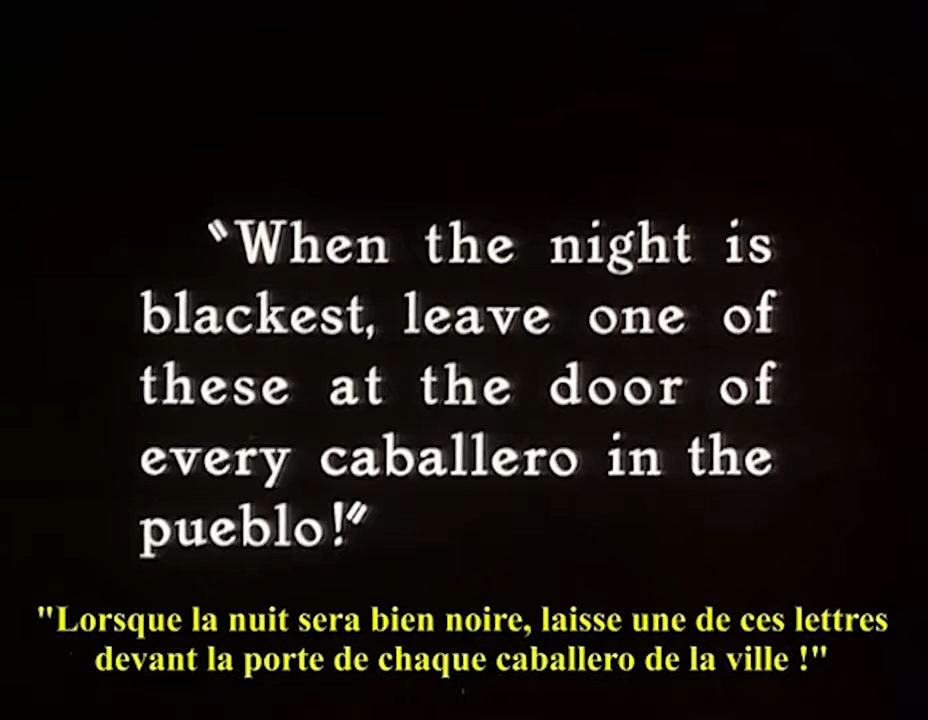 “When the night is
blackest, leave one of
these at the door of
every caballero in the
pueblo!”
"Lorsque la nuit sera bien noire, laisse une de ces lettres
devant la porte de chaque caballero de la ville !"